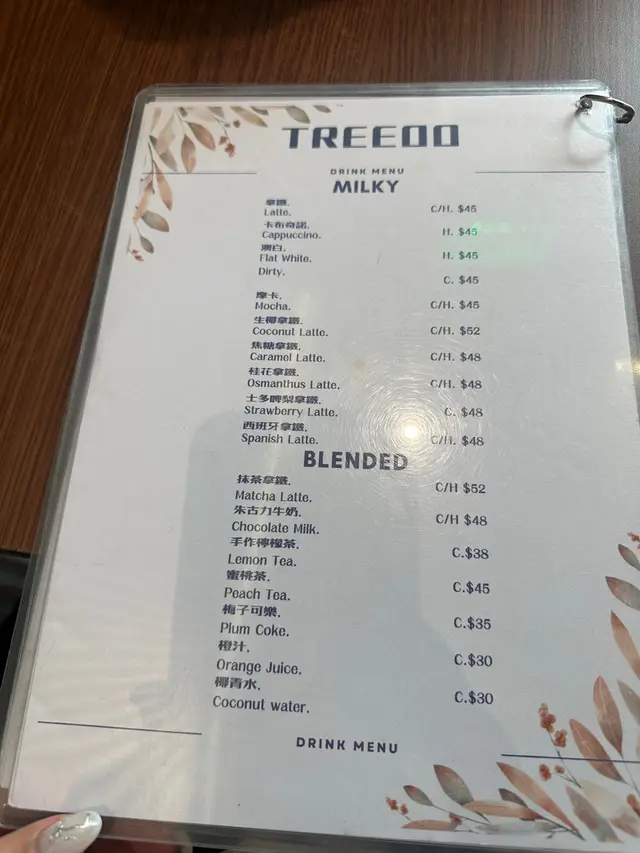 TREEOO
DRINK MENU
MILKY
拿鐵.
Latte. C/H. $45
卡布奇諾.
Cappuccino. H. $45
澳白.
Flat White. H. $45
Dirty. C. $45
摩卡.
Mocha. C/H. $45
生椰拿鐵.
Coconut Latte. C/H. $52
焦糖拿鐵.
Caramel Latte. C/H. $48
桂花拿鐵.
Osmanthus Latte. C/H. $48
士多啤梨拿鐵.
Strawberry Latte. C. $48
西班牙拿鐵.
Spanish Latte. C/H. $48
BLENDED
抹茶拿鐵.
Matcha Latte. C/H $52
朱古力牛奶.
Chocolate Milk. C/H $48
手作檸檬茶.
Lemon Tea. C.$38
蜜桃茶.
Peach Tea. C.$45
梅子可樂.
Plum Coke. C.$35
橙汁.
Orange Juice. C.$30
椰青水.
Coconut water. C.$30
DRINK MENU